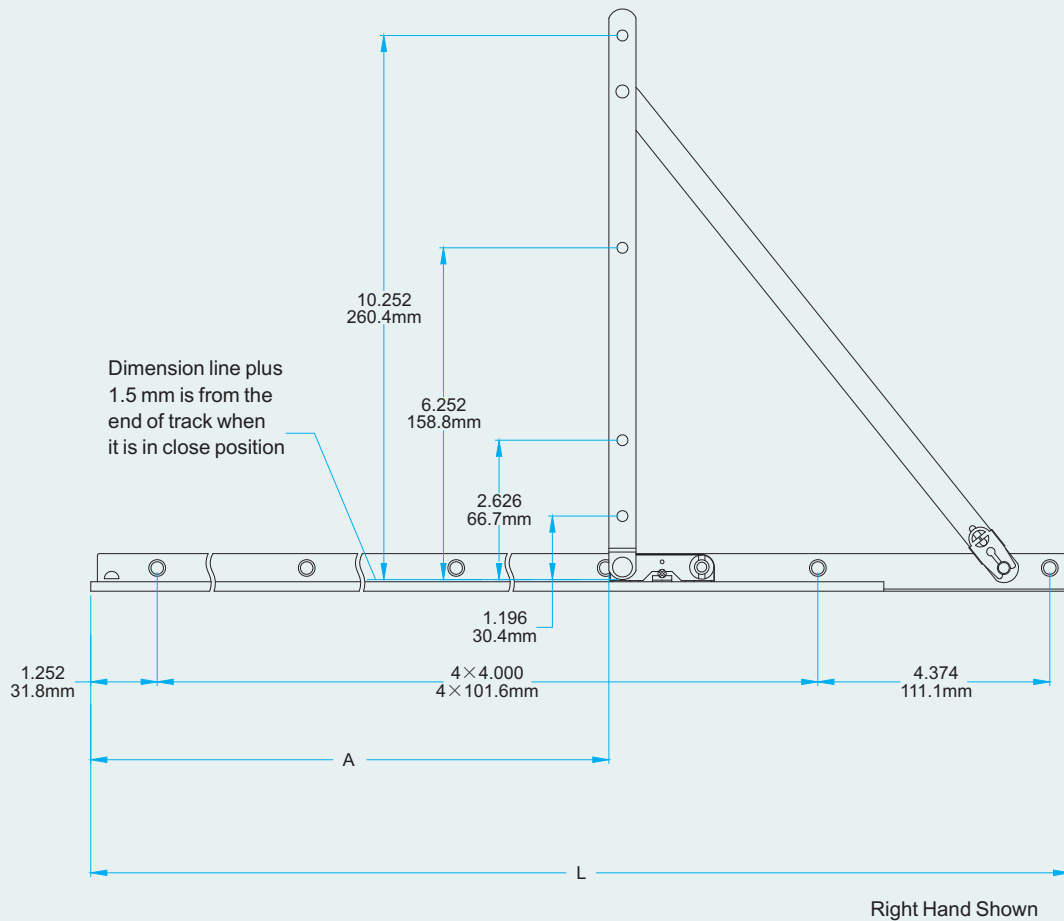 10.252
260.4mm
Dimension line plus
1.5 mm is from the
end of track when
it is in close position
6.252
158.8mm
2.626
66.7mm
1.196
30.4mm
1.252
31.8mm
4×4.000
4×101.6mm
4.374
111.1mm
A
L
Right Hand Shown